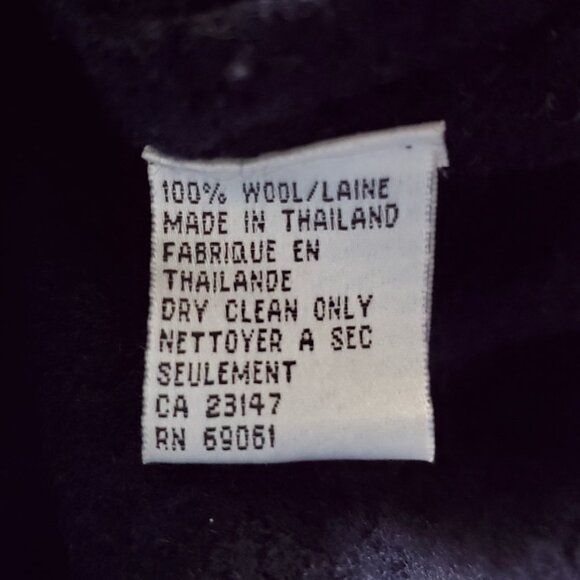 100% WOOL/LAINE
MADE IN THAILAND
FABRIQUE EN
THAILANDE
DRY CLEAN ONLY
NETTOYER A SEC
SEULEMENT
CA 23147
RN 69061